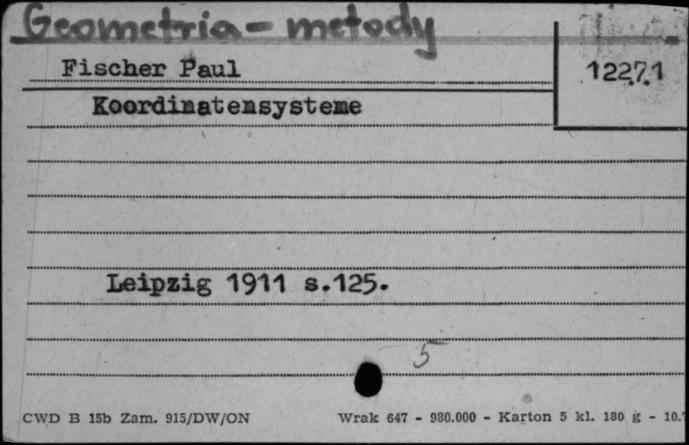 Geometria - metody
Fischer Paul
12271
Koordinatensysteme
Leipzig 1911 s.125.
5
CWD B 15b Zam. 915/DW/ON
Wrak 647 - 980.000 - Karton 5 kl. 180 g - 10.